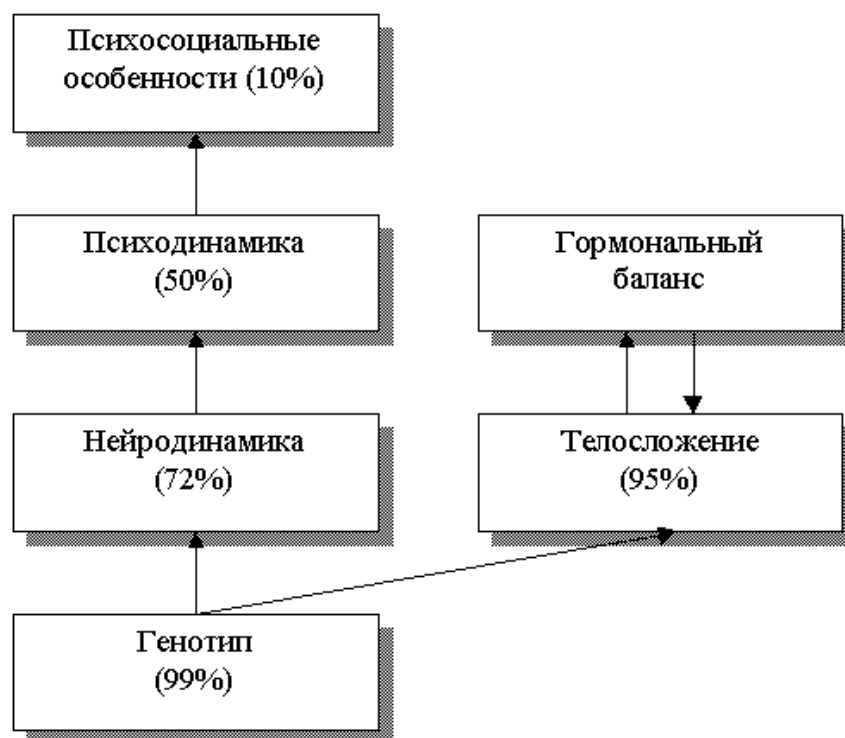 Психосоциальные
особенности (10%)
Психодинамика
(50%)
Гормональный
баланс
Нейродинамика
(72%)
Телосложение
(95%)
Генотип
(99%)